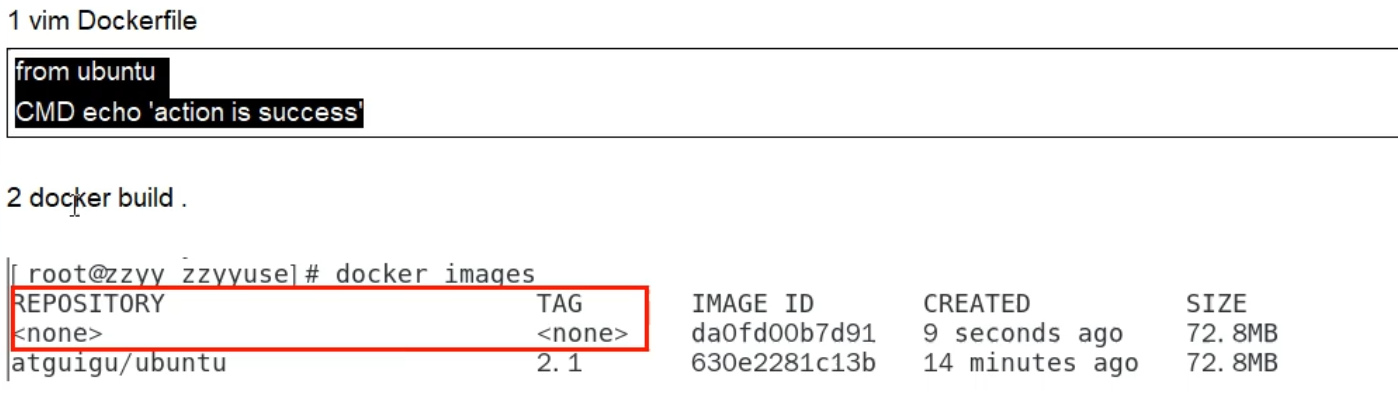 1 vim Dockerfile
from ubuntu
CMD echo 'action is success'
2 docker build .
[root@zzyy zzyyuse]# docker images
REPOSITORY TAG IMAGE ID CREATED SIZE
<none> <none> da0fd00b7d91 9 seconds ago 72.8MB
atguigu/ubuntu 2.1 630e2281c13b 14 minutes ago 72.8MB